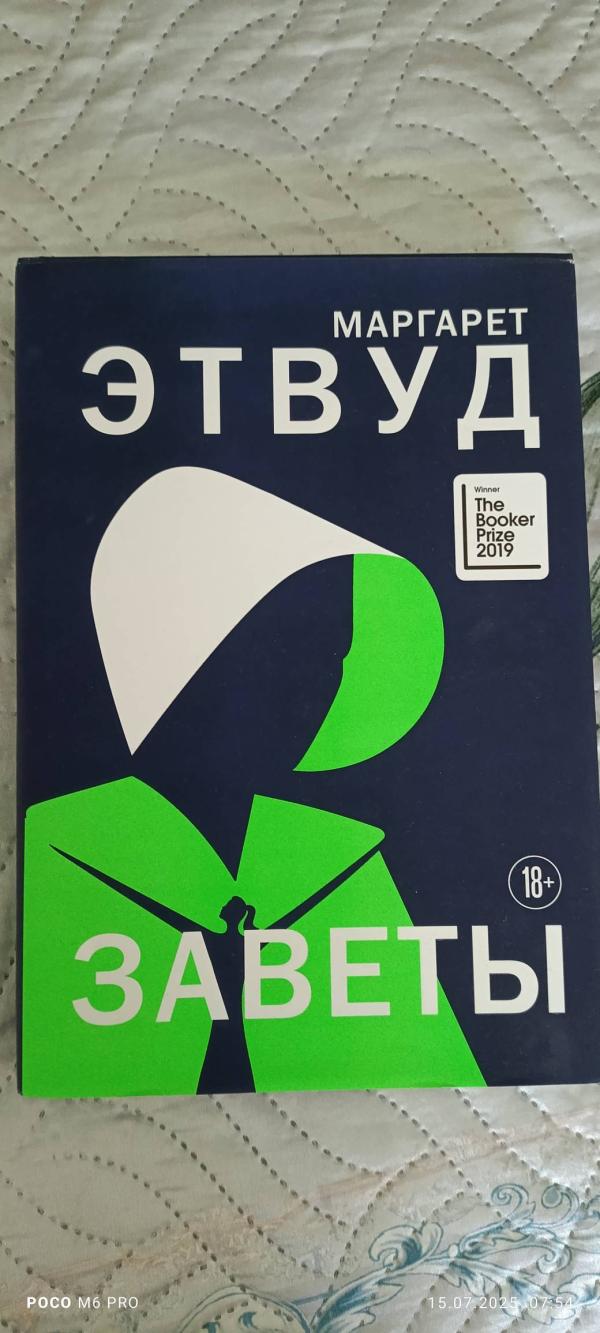 МАРГАРЕТ
ЭТВУД
Winner
The
Booker
Prize
2019
18+
ЗАВЕТЫ
POCO M6 PRO
15.07.2025 07:54